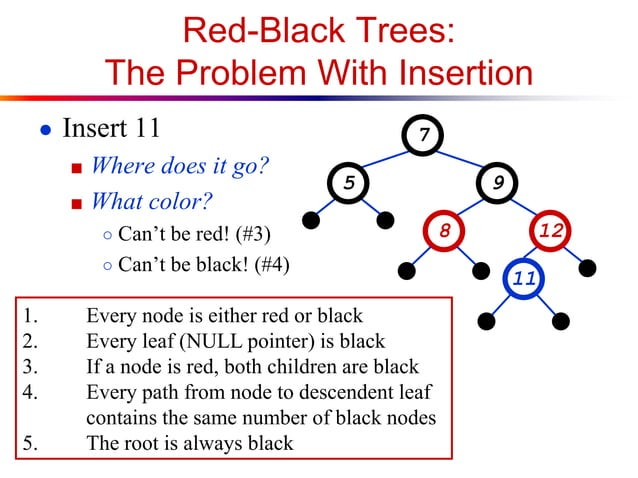 Red-Black Trees:
The Problem With Insertion
● Insert 11
■ Where does it go?
■ What color?
○ Can’t be red! (#3)
○ Can’t be black! (#4)
7
5
9
8
12
11
1. Every node is either red or black
2. Every leaf (NULL pointer) is black
3. If a node is red, both children are black
4. Every path from node to descendent leaf
contains the same number of black nodes
5. The root is always black